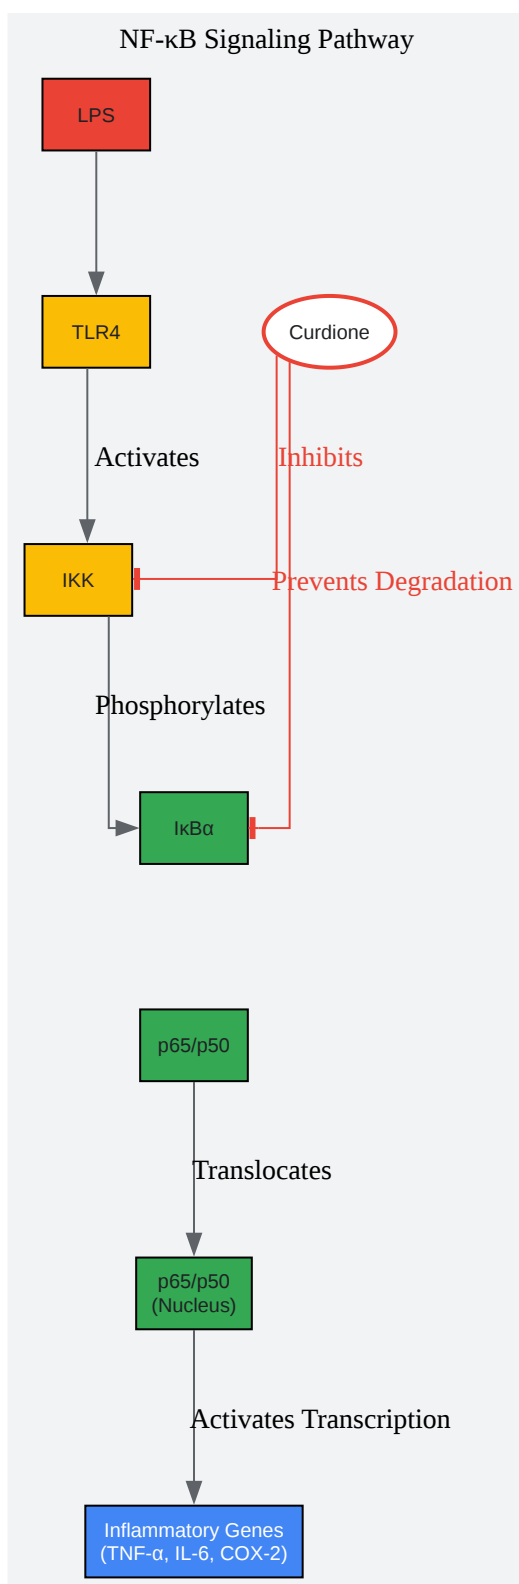 NF-κB Signaling Pathway
LPS
TLR4
Curdione
Activates
Inhibits
IKK
Prevents Degradation
Phosphorylates
IκBα
p65/p50
Translocates
p65/p50
(Nucleus)
Activates Transcription
Inflammatory Genes
(TNF-α, IL-6, COX-2)